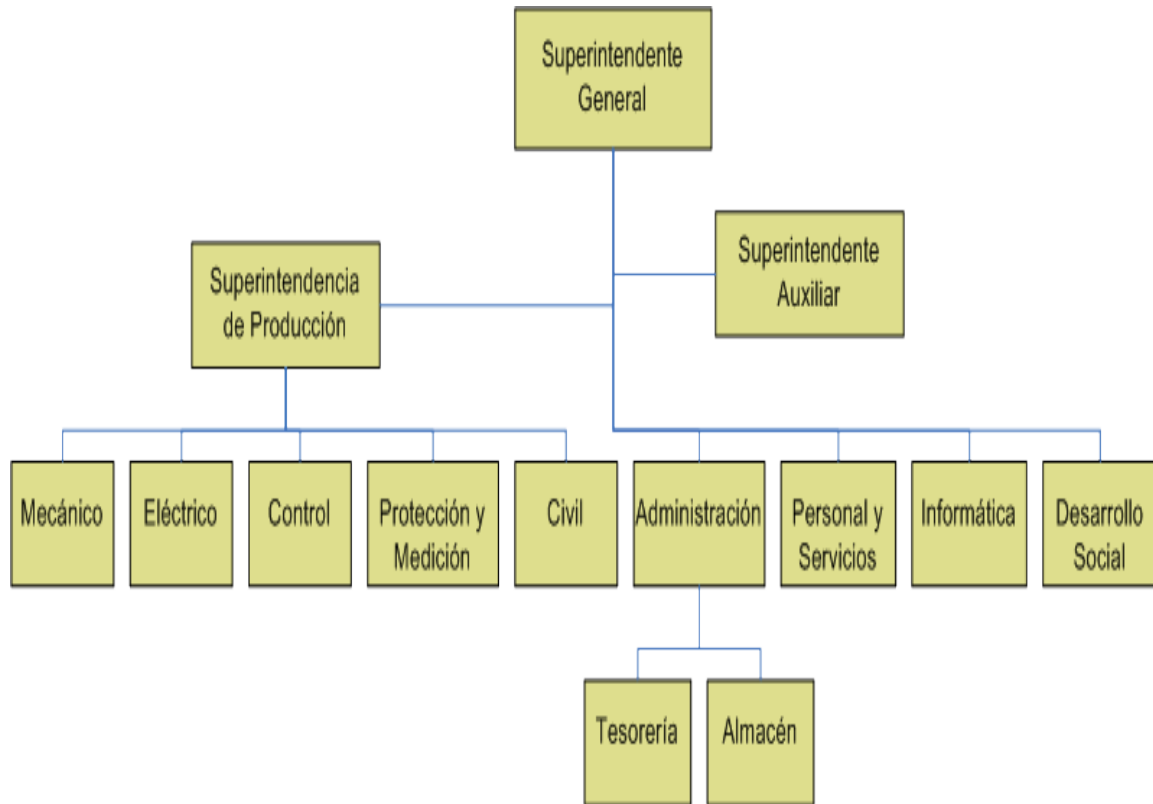 Superintendente
General
Superintendente
Auxiliar
Superintendencia
de Producción
Mecánico
Eléctrico
Control
Protección y
Medición
Civil
Administración
Personal y
Servicios
Informática
Desarrollo
Social
Tesorería
Almacén